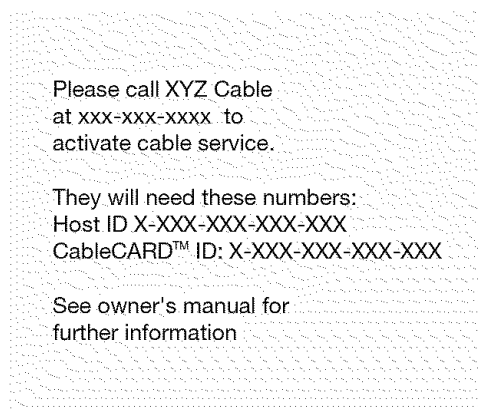 Please call XYZ Cable
at xxx-xxx-xxxx to
activate cable service.
They will need these numbers:
Host ID X-XXX-XXX-XXX-XXX
CableCARD™ ID: X-XXX-XXX-XXX-XXX
See owner's manual for
further information